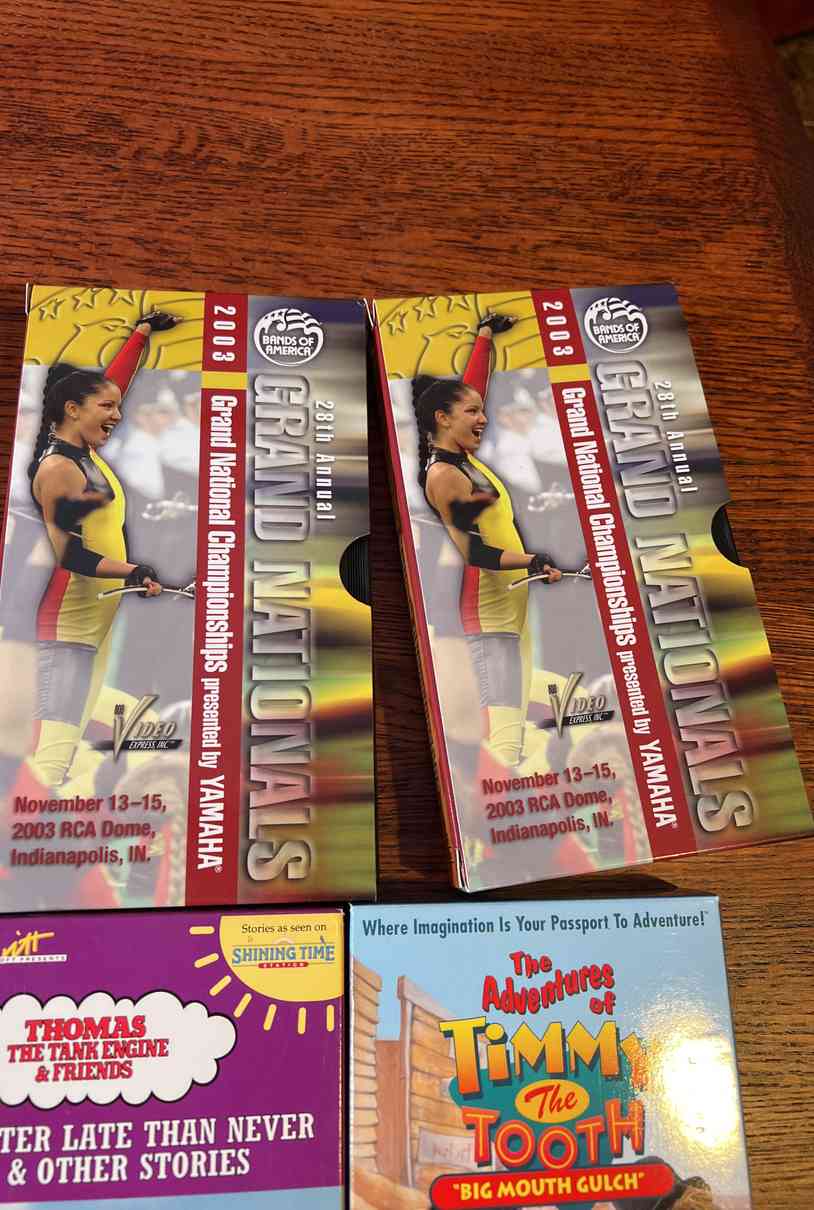 2003
BANDS OF
AMERICA
28th Annual
GRAND NATIONALS
Grand National Championships presented by YAMAHA®
VIDEO
EXPRESS, INC.™
November 13–15,
2003 RCA Dome,
Indianapolis, IN.
2003
BANDS OF
AMERICA
28th Annual
GRAND NATIONALS
Grand National Championships presented by YAMAHA®
VIDEO
EXPRESS, INC.
November 13–15,
2003 RCA Dome,
Indianapolis, IN.
PRESENTS
Stories as seen on
SHINING TIME
STATION
THOMAS
THE TANK ENGINE
& FRIENDS
TER LATE THAN NEVER
& OTHER STORIES
Where Imagination Is Your Passport To Adventure!™
The
Adventures
of
TIMMY
The
TOOTH
"BIG MOUTH GULCH"